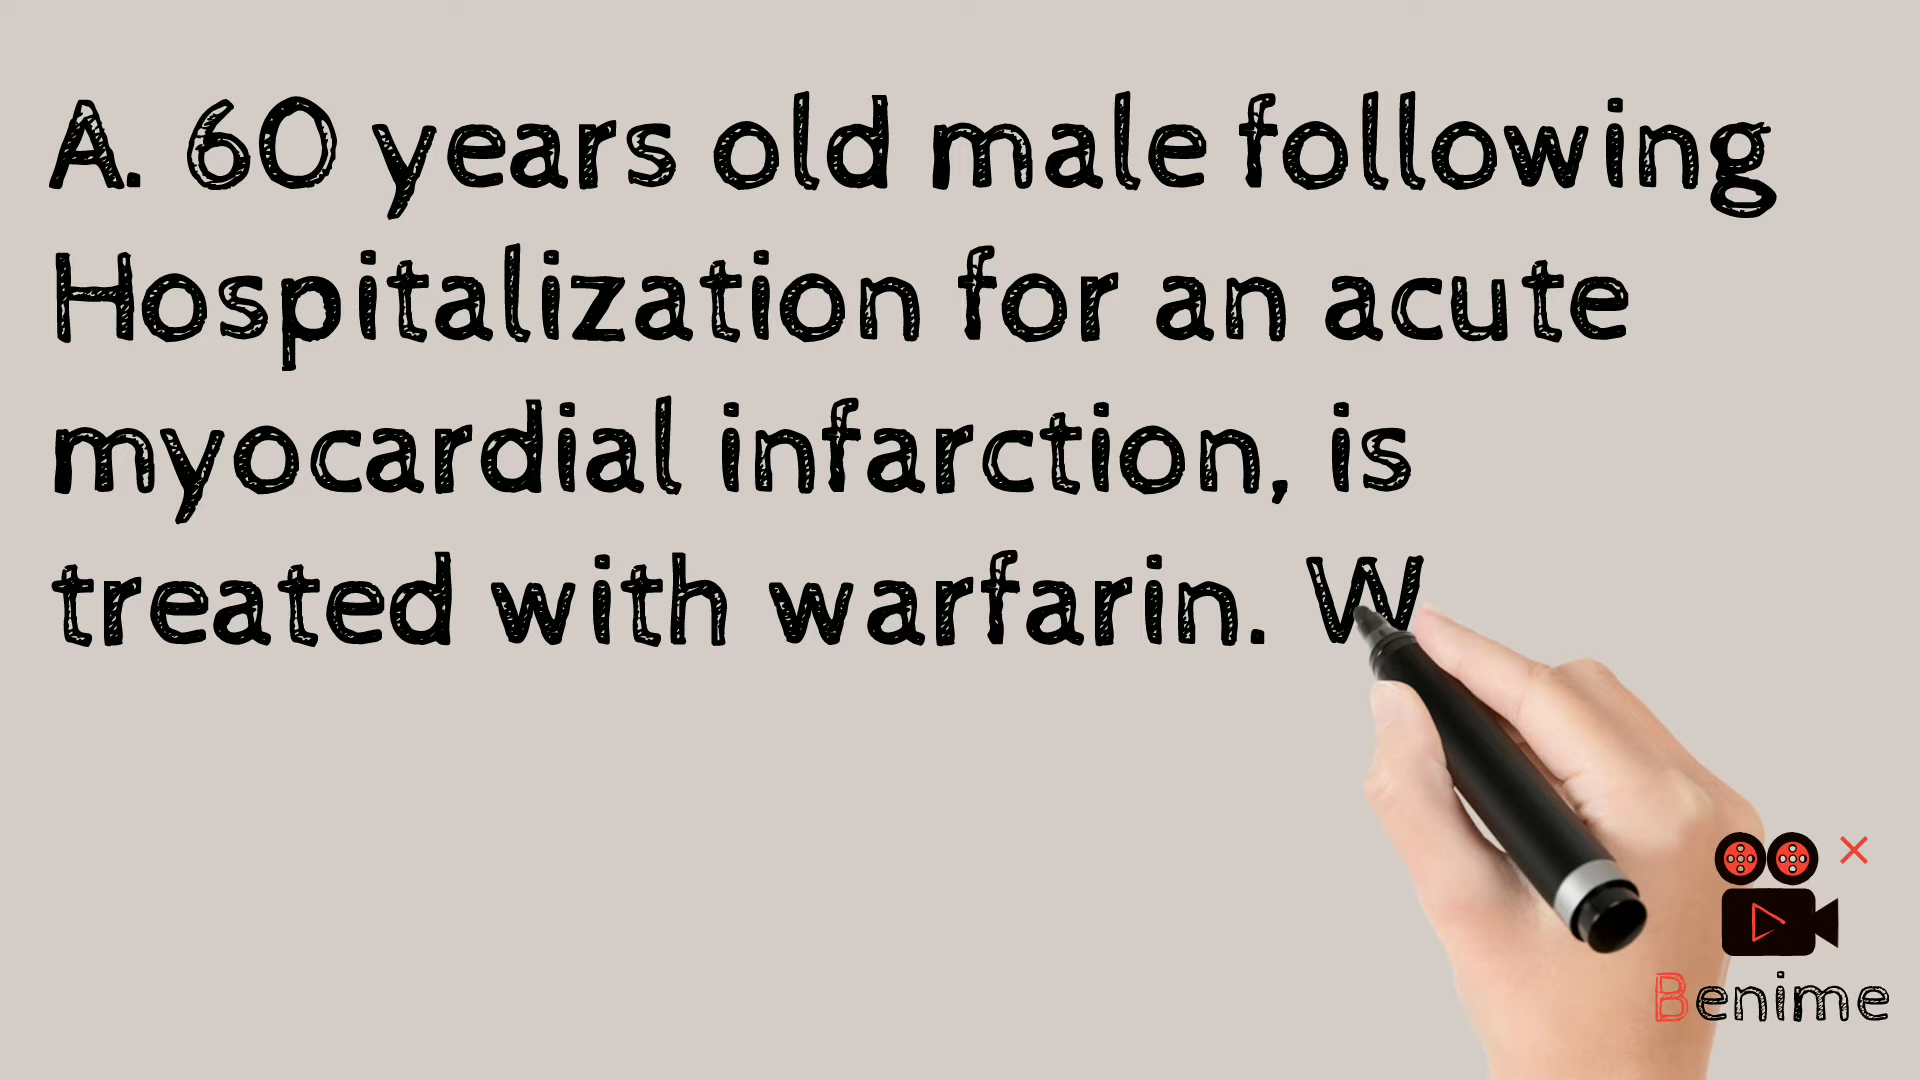 A. 60 years old male following
Hospitalization for an acute
myocardial infarction, is
treated with warfarin. W
Benime